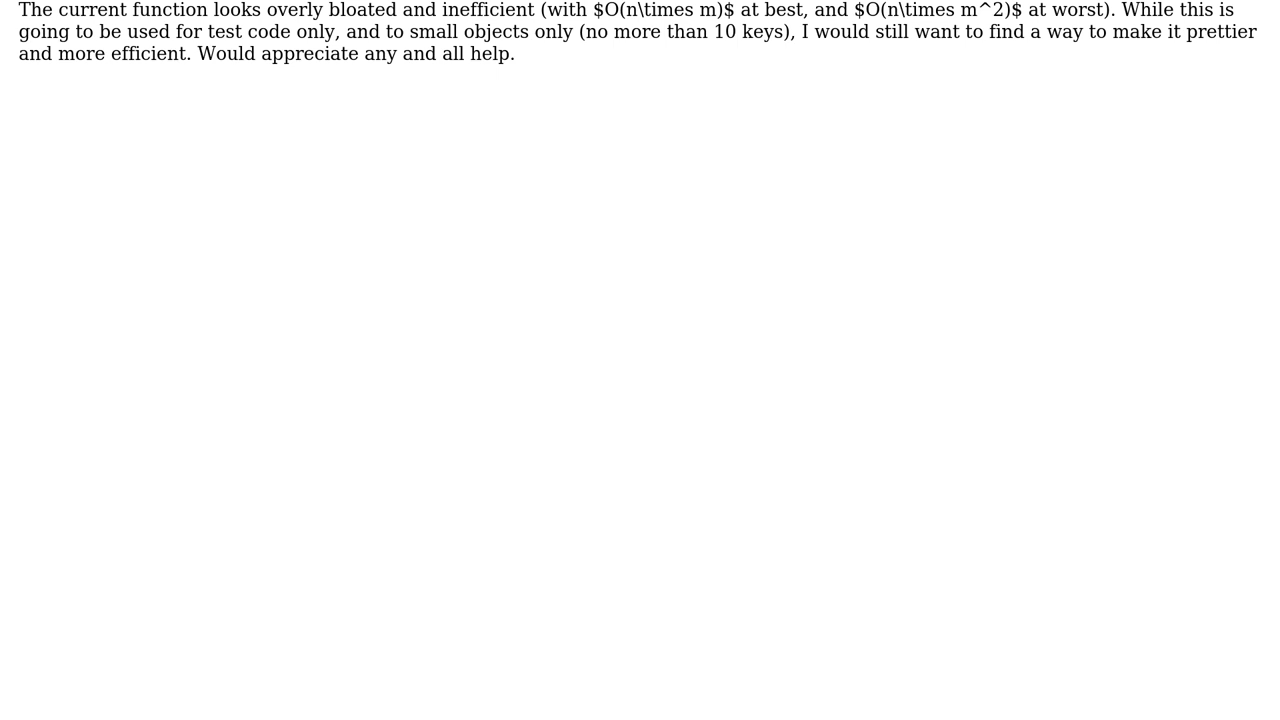 The current function looks overly bloated and inefficient (with $O(n\times m)$ at best, and $O(n\times m^2)$ at worst). While this is
going to be used for test code only, and to small objects only (no more than 10 keys), I would still want to find a way to make it prettier
and more efficient. Would appreciate any and all help.